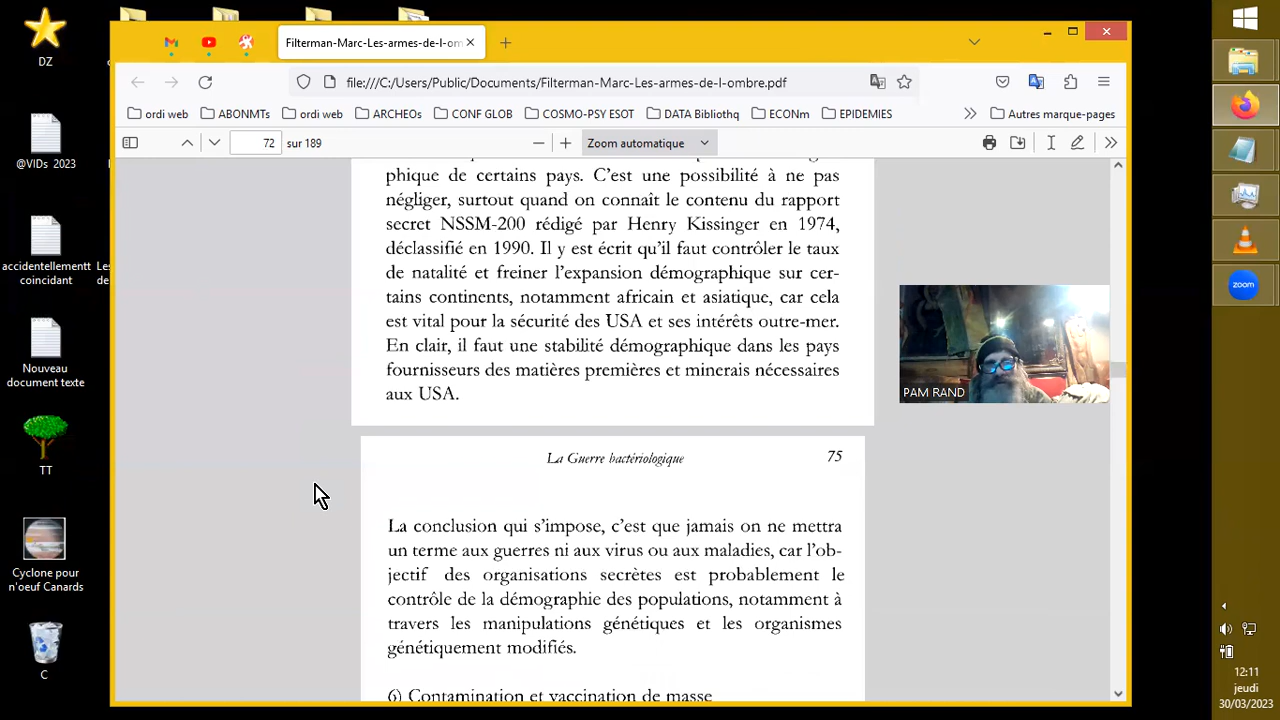 DZ
@VIDs_2023
accidentellementt
coincidant
Nouveau
document texte
TT
Cyclone pour
n'oeuf Canards
C
Filterman-Marc-Les-armes-de-l-om
file:///C:/Users/Public/Documents/Filterman-Marc-Les-armes-de-l-ombre.pdf
ordi web
ABONMTs
ordi web
ARCHEOs
CONF GLOB
COSMO-PSY ESOT
DATA Bibliothq
ECONm
EPIDEMIES
Autres marque-pages
72
sur 189
Zoom automatique
phique de certains pays. C'est une possibilité à ne pas
négliger, surtout quand on connaît le contenu du rapport
secret NSSM-200 rédigé par Henry Kissinger en 1974,
déclassifié en 1990. Il y est écrit qu'il faut contrôler le taux
de natalité et freiner l'expansion démographique sur cer-
tains continents, notamment africain et asiatique, car cela
est vital pour la sécurité des USA et ses intérêts outre-mer.
En clair, il faut une stabilité démographique dans les pays
fournisseurs des matières premières et minerais nécessaires
aux USA.
La Guerre bactériologique
75
La conclusion qui s'impose, c'est que jamais on ne mettra
un terme aux guerres ni aux virus ou aux maladies, car l'ob-
jectif des organisations secrètes est probablement le
contrôle de la démographie des populations, notamment à
travers les manipulations génétiques et les organismes
génétiquement modifiés.
6) Contamination et vaccination de masse
PAM RAND
zoom
12:11
jeudi
30/03/2023